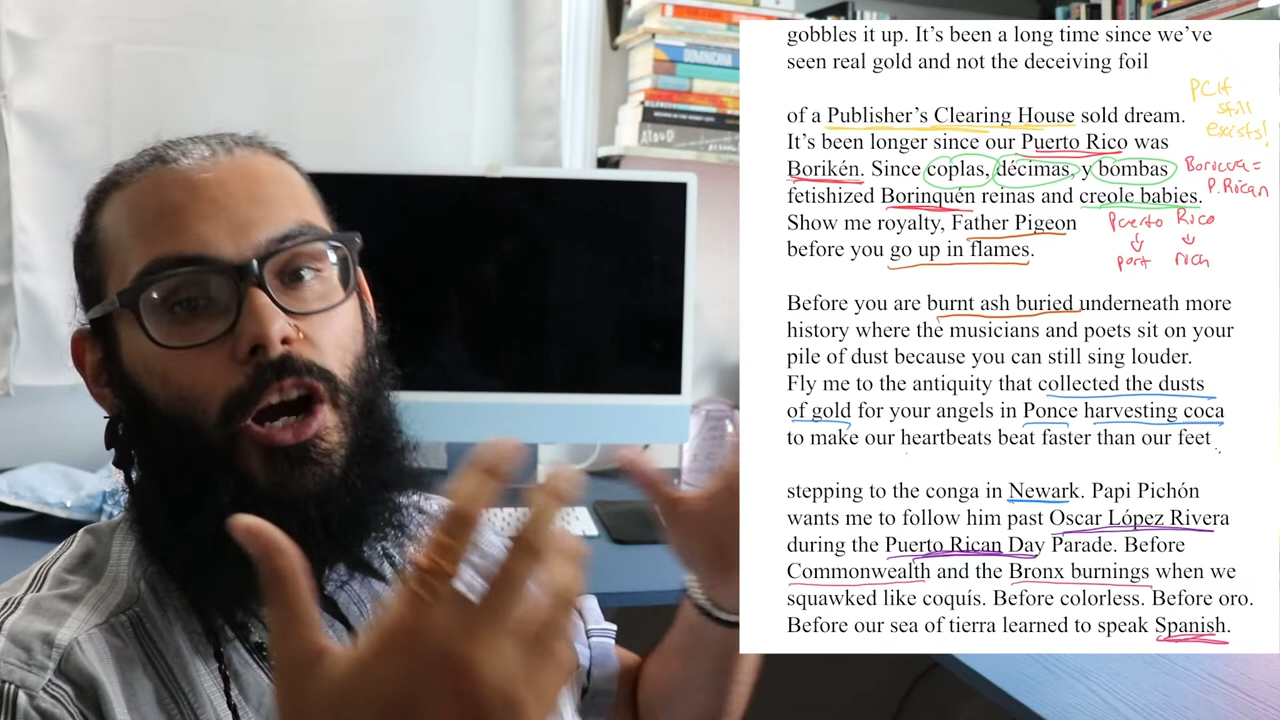 DOMINICANA
aloud
gobbles it up. It’s been a long time since we’ve
seen real gold and not the deceiving foil
of a Publisher’s Clearing House sold dream.
It’s been longer since our Puerto Rico was
Borikén. Since coplas, décimas, y bombas
fetishized Borinquén reinas and creole babies.
Show me royalty, Father Pigeon
before you go up in flames.
PCH
still
exists!
Boricua =
P. Rican
Puerto Rico
port rich
Before you are burnt ash buried underneath more
history where the musicians and poets sit on your
pile of dust because you can still sing louder.
Fly me to the antiquity that collected the dusts
of gold for your angels in Ponce harvesting coca
to make our heartbeats beat faster than our feet
stepping to the conga in Newark. Papi Pichón
wants me to follow him past Oscar López Rivera
during the Puerto Rican Day Parade. Before
Commonwealth and the Bronx burnings when we
squawked like coquís. Before colorless. Before oro.
Before our sea of tierra learned to speak Spanish.